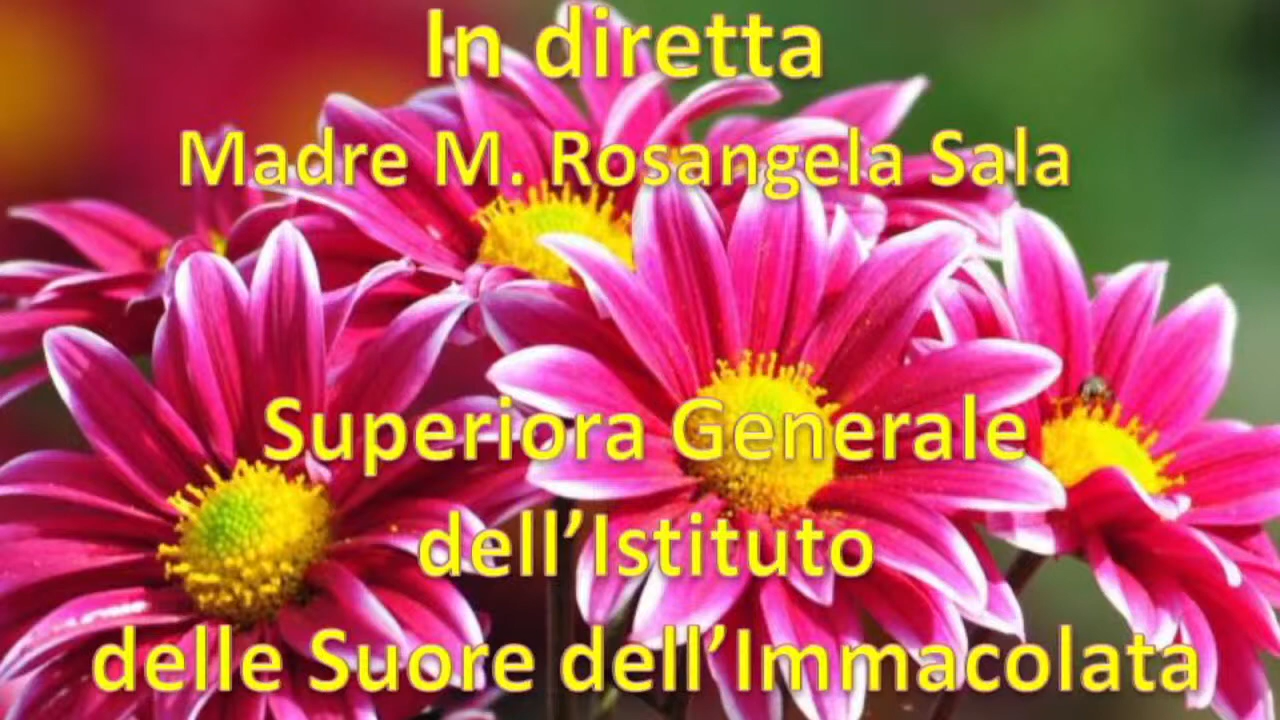 In diretta
Madre M. Rosangela Sala
Superiora Generale
dell’Istituto
delle Suore dell’Immacolata